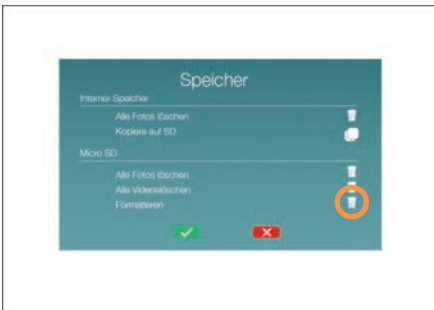 Speicher
Interner Speicher
Alle Fotos löschen
Kopiere auf SD
Micro SD
Alle Fotos löschen
Alle Videoslöschen
Formatieren